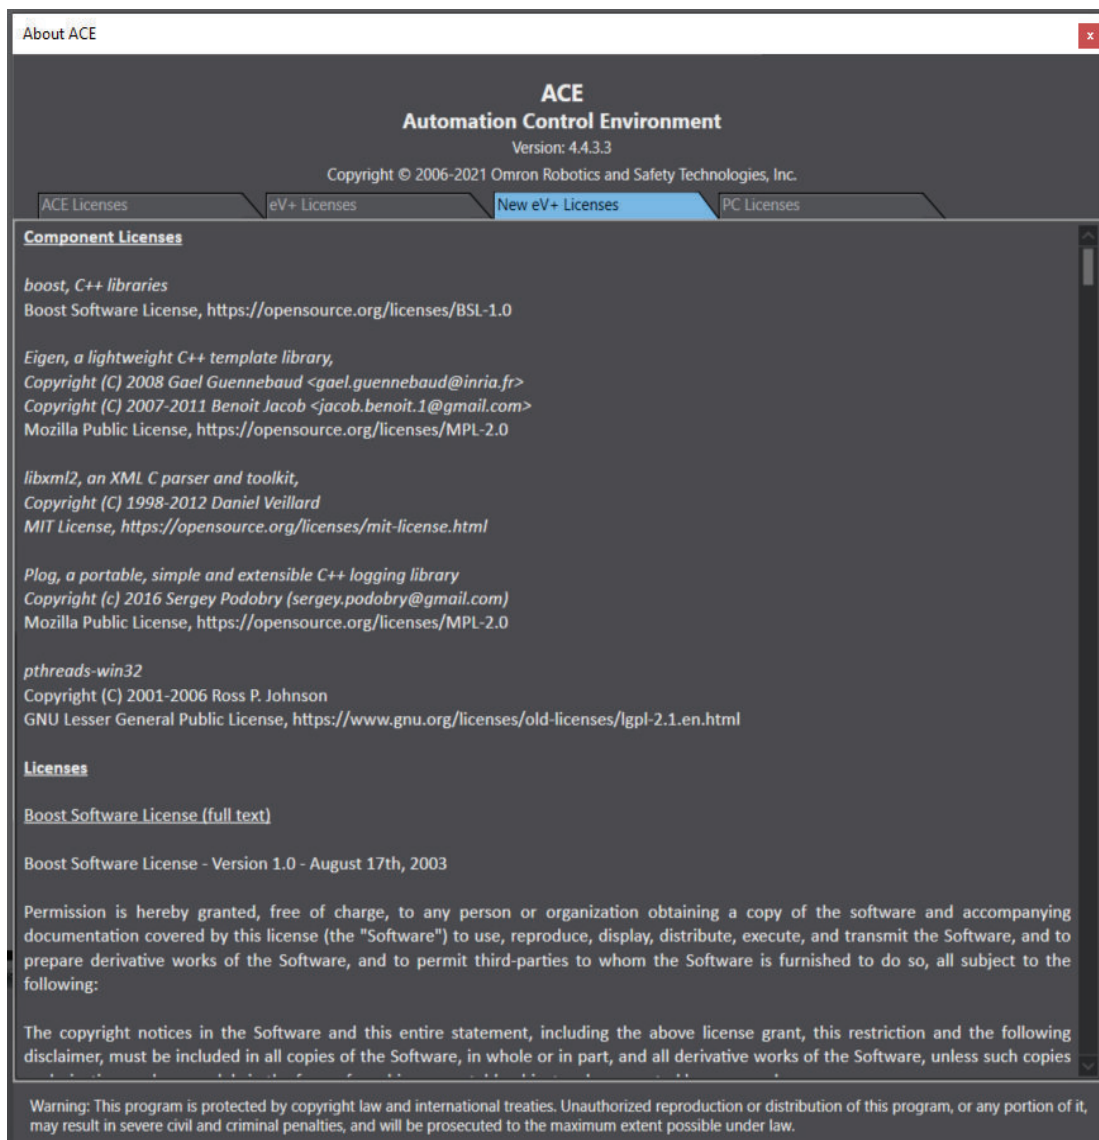 About ACE
x
ACE
Automation Control Environment
Version: 4.4.3.3
Copyright © 2006-2021 Omron Robotics and Safety Technologies, Inc.
ACE Licenses
eV+ Licenses
New eV+ Licenses
PC Licenses
Component Licenses
boost, C++ libraries
Boost Software License, https://opensource.org/licenses/BSL-1.0
Eigen, a lightweight C++ template library,
Copyright (C) 2008 Gael Guennebaud <gael.guennebaud@inria.fr>
Copyright (C) 2007-2011 Benoit Jacob <jacob.benoit.1@gmail.com>
Mozilla Public License, https://opensource.org/licenses/MPL-2.0
libxml2, an XML C parser and toolkit,
Copyright (C) 1998-2012 Daniel Veillard
MIT License, https://opensource.org/licenses/mit-license.html
Plog, a portable, simple and extensible C++ logging library
Copyright (c) 2016 Sergey Podobry (sergey.podobry@gmail.com)
Mozilla Public License, https://opensource.org/licenses/MPL-2.0
pthreads-win32
Copyright (C) 2001-2006 Ross P. Johnson
GNU Lesser General Public License, https://www.gnu.org/licenses/old-licenses/lgpl-2.1.en.html
Licenses
Boost Software License (full text)
Boost Software License - Version 1.0 - August 17th, 2003
Permission is hereby granted, free of charge, to any person or organization obtaining a copy of the software and accompanying
documentation covered by this license (the "Software") to use, reproduce, display, distribute, execute, and transmit the Software, and to
prepare derivative works of the Software, and to permit third-parties to whom the Software is furnished to do so, all subject to the
following:
The copyright notices in the Software and this entire statement, including the above license grant, this restriction and the following
disclaimer, must be included in all copies of the Software, in whole or in part, and all derivative works of the Software, unless such copies
Warning: This program is protected by copyright law and international treaties. Unauthorized reproduction or distribution of this program, or any portion of it,
may result in severe civil and criminal penalties, and will be prosecuted to the maximum extent possible under law.